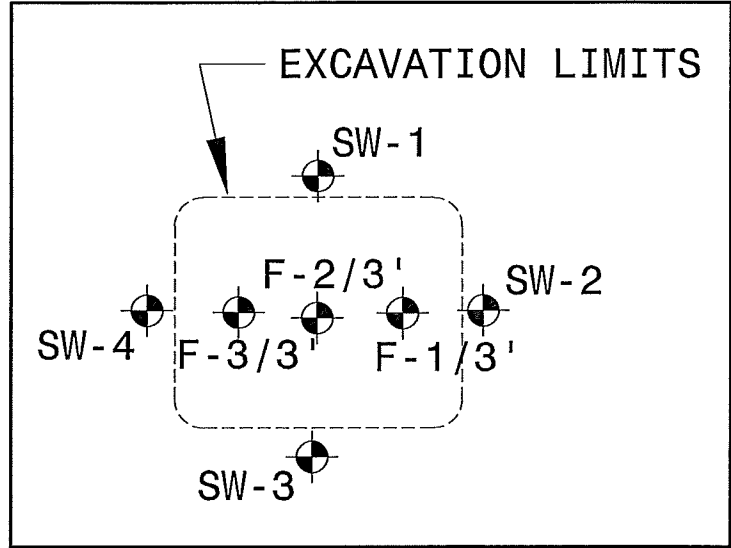 EXCAVATION LIMITS
SW-1
F-2/3'
SW-2
SW-4
F-3/3'
F-1/3'
SW-3